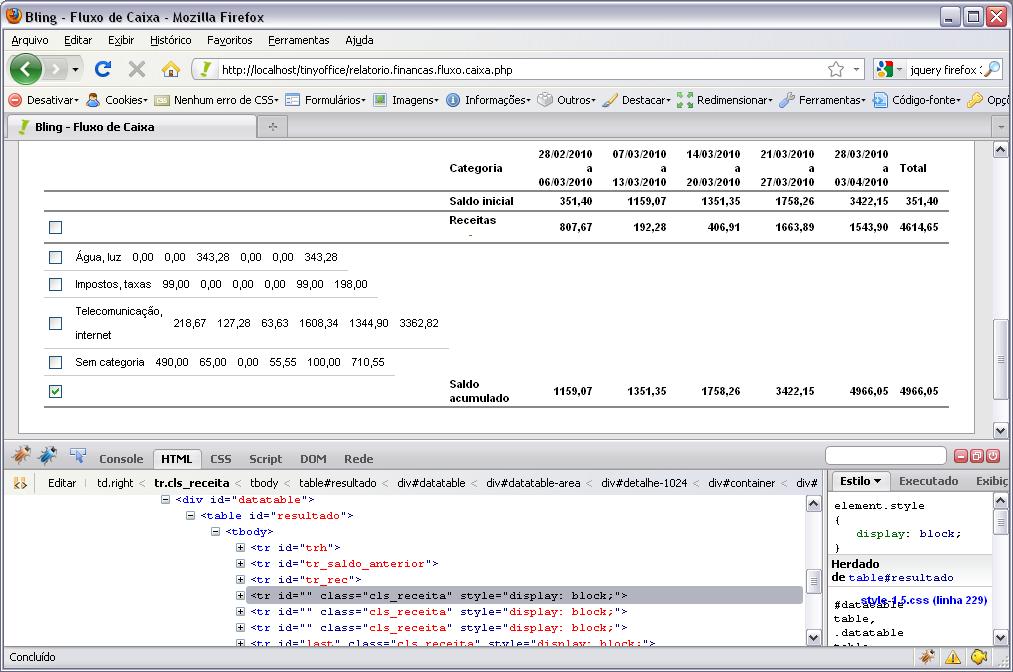 Bling - Fluxo de Caixa - Mozilla Firefox
Arquivo Editar Exibir Histórico Favoritos Ferramentas Ajuda
http://localhost/tinyoffice/relatorio.financas.fluxo.caixa.php jquery firefox
Desativar Cookies Nenhum erro de CSS Formulários Imagens Informações Outros Destacar Redimensionar Ferramentas Código-fonte Opçõ
Bling - Fluxo de Caixa
28/02/2010 07/03/2010 14/03/2010 21/03/2010 28/03/2010
Categoria a a a a a Total
06/03/2010 13/03/2010 20/03/2010 27/03/2010 03/04/2010
Saldo inicial 351,40 1159,07 1351,35 1758,26 3422,15 351,40
Receitas
- 807,67 192,28 406,91 1663,89 1543,90 4614,65
Água, luz 0,00 0,00 343,28 0,00 0,00 343,28
Impostos, taxas 99,00 0,00 0,00 0,00 99,00 198,00
Telecomunicação,
internet 218,67 127,28 63,63 1608,34 1344,90 3362,82
Sem categoria 490,00 65,00 0,00 55,55 100,00 710,55
Saldo
acumulado 1159,07 1351,35 1758,26 3422,15 4966,05 4966,05
Console HTML CSS Script DOM Rede
Editar td.right < tr.cls_receita < tbody < table#resultado < div#datatable < div#datatable-area < div#detalhe-1024 < div#container < div#
<div id="datatable">
<table id="resultado">
<tbody>
<tr id="trh">
<tr id="tr_saldo_anterior">
<tr id="tr_rec">
<tr id="" class="cls_receita" style="display: block;">
<tr id="" class="cls_receita" style="display: block;">
<tr id="" class="cls_receita" style="display: block;">
<tr id="last" class="cls_receita" style="display: block;">
Estilo Executado Exibiç
element.style
{
display: block;
}
Herdado
de table#resultado
style-1.5.css (linha 229)
#datatable
table,
.datatable
table
Concluído